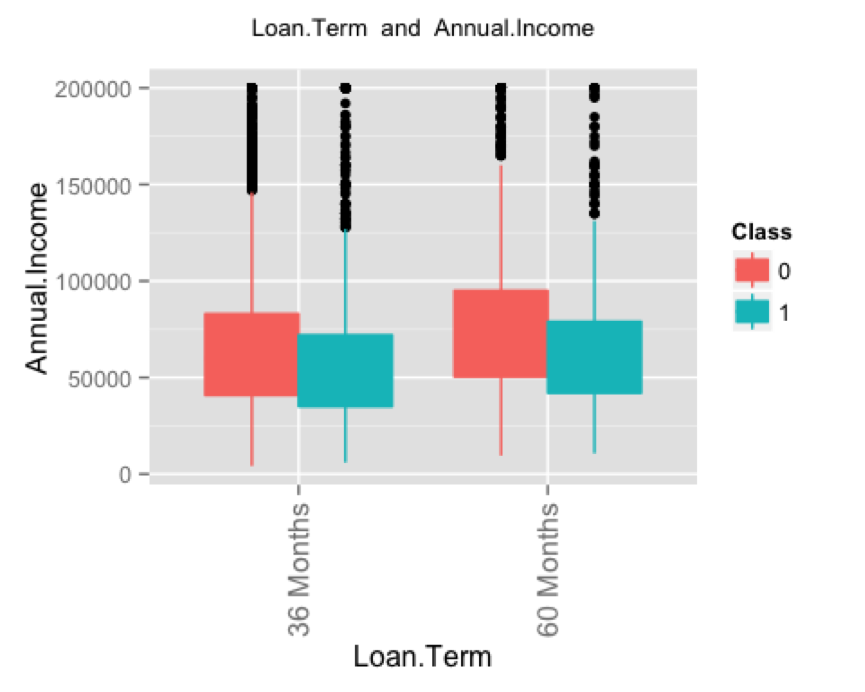 Loan.Term and Annual.Income
Annual.Income
200000
150000
100000
50000
0
36 Months
60 Months
Loan.Term
Class
0
1